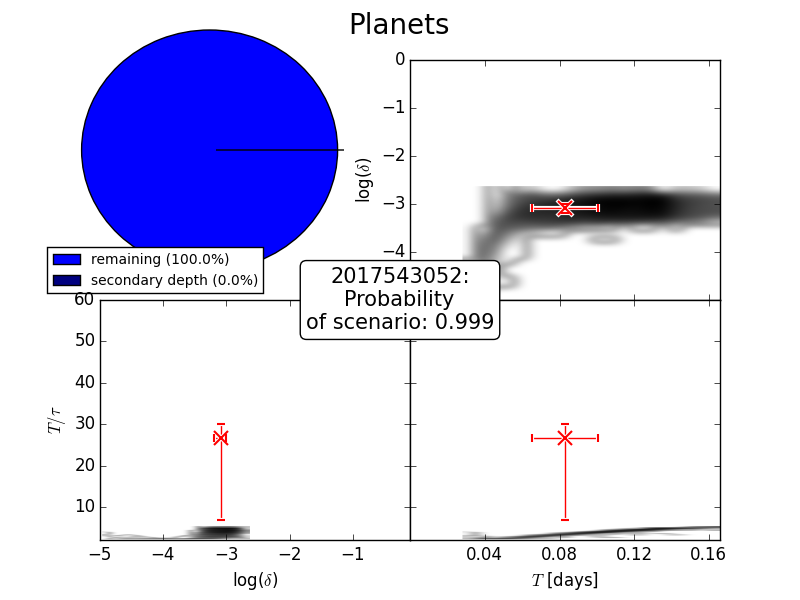 Planets
remaining (100.0%)
secondary depth (0.0%)
0
−1
−2
−3
−4
log(δ)
2017543052:
Probability
of scenario: 0.999
60
50
40
30
20
10
T/τ
−5
−4
−3
−2
−1
log(δ)
0.04
0.08
0.12
0.16
T [days]